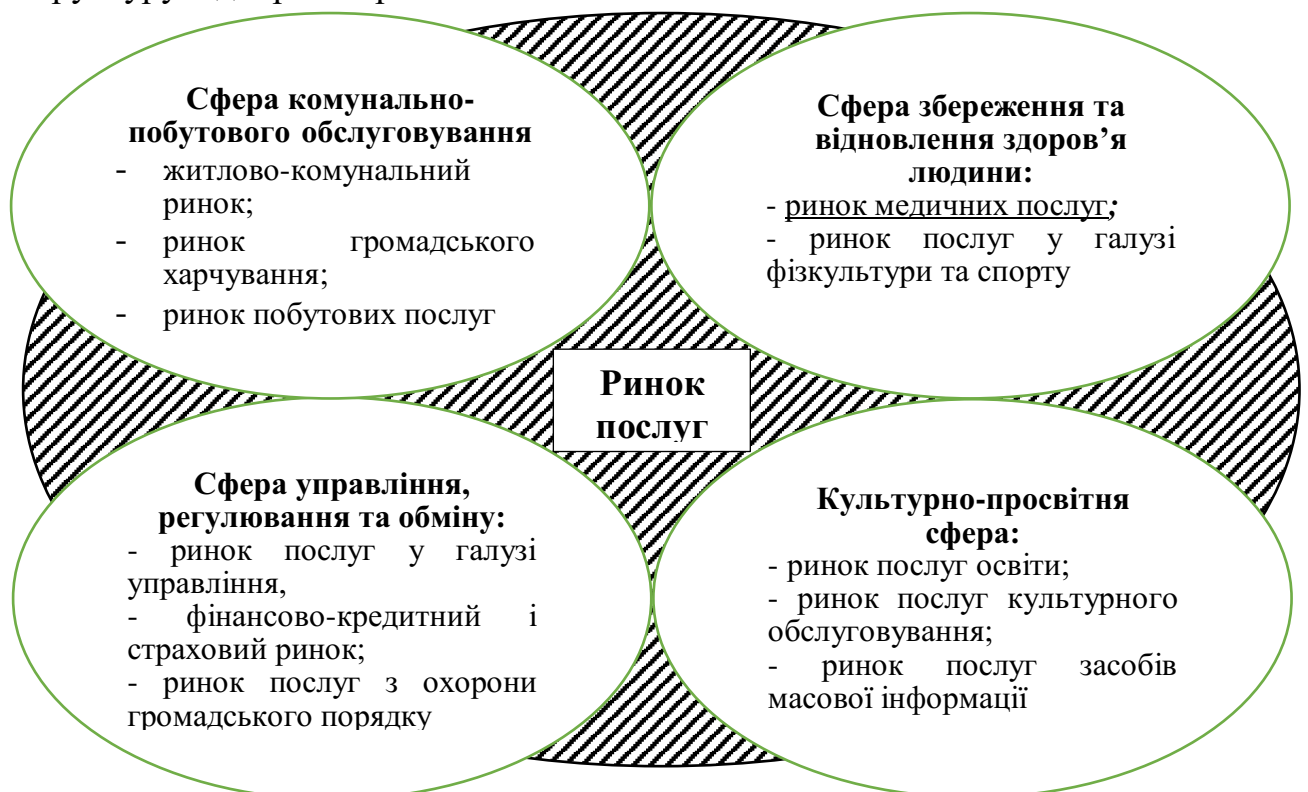 Сфера комунально-
побутового обслуговування
- житлово-комунальний
ринок;
- ринок громадського
харчування;
- ринок побутових послуг
Сфера збереження та
відновлення здоров’я
людини:
- ринок медичних послуг;
- ринок послуг у галузі
фізкультури та спорту
Ринок
послуг
Сфера управління,
регулювання та обміну:
- ринок послуг у галузі
управління,
- фінансово-кредитний і
страховий ринок;
- ринок послуг з охорони
громадського порядку
Культурно-просвітня
сфера:
- ринок послуг освіти;
- ринок послуг культурного
обслуговування;
- ринок послуг засобів
масової інформації